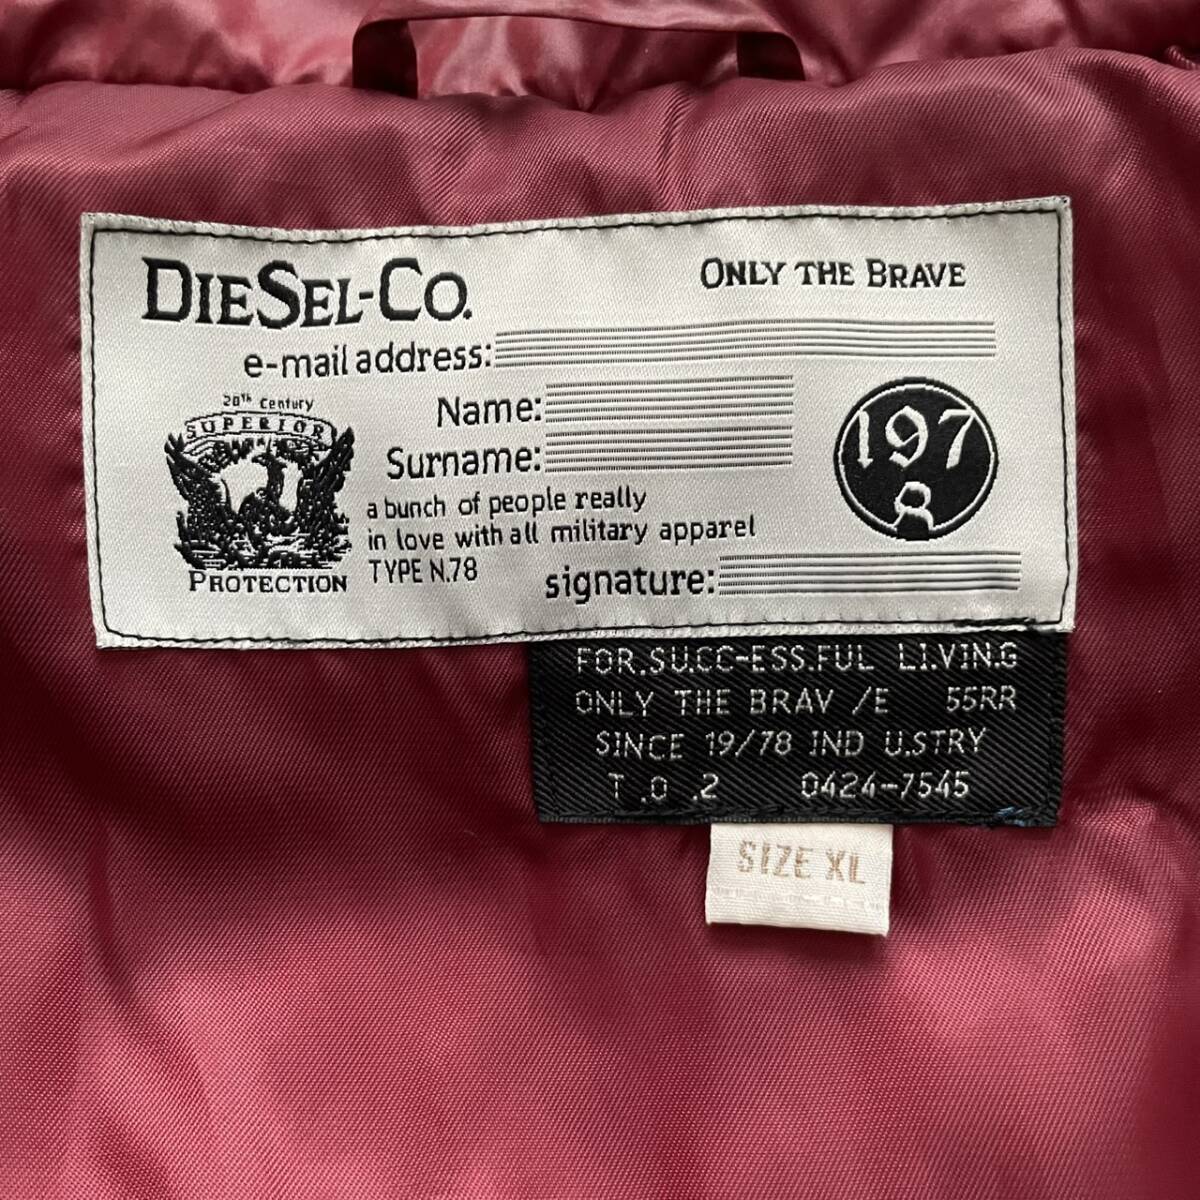 DIESEL-CO.
ONLY THE BRAVE
e-mail address:
20th Century
SUPERIOR
PROTECTION
Name:
Surname:
a bunch of people really
in love with all military apparel
TYPE N.78
signature:
197
8
FOR.SU.CC-ESS.FUL LI.VIN.G
ONLY THE BRAV /E 55RR
SINCE 19/78 IND U.STRY
T .O .2 0424-7545
SIZE XL